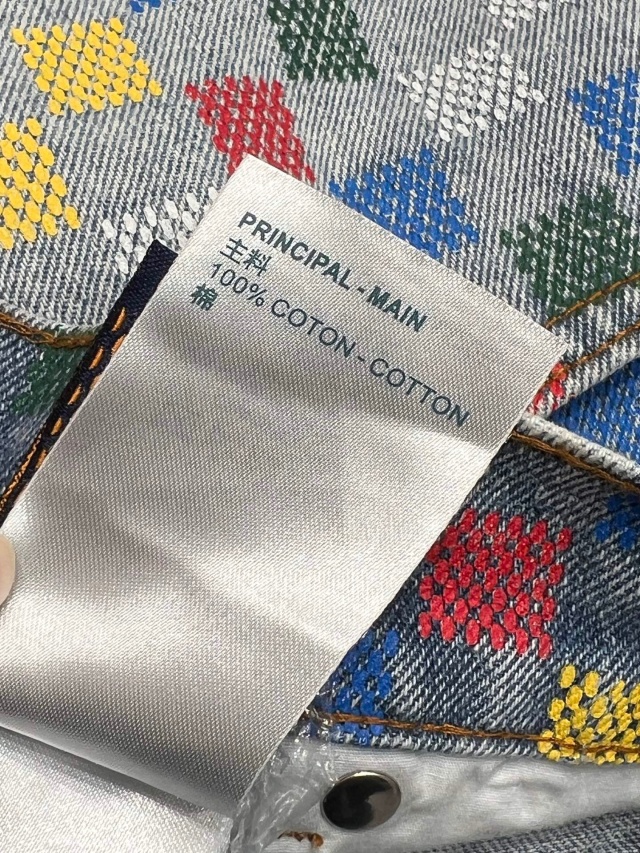 PRINCIPAL - MAIN
主料
100% COTON - COTTON
棉